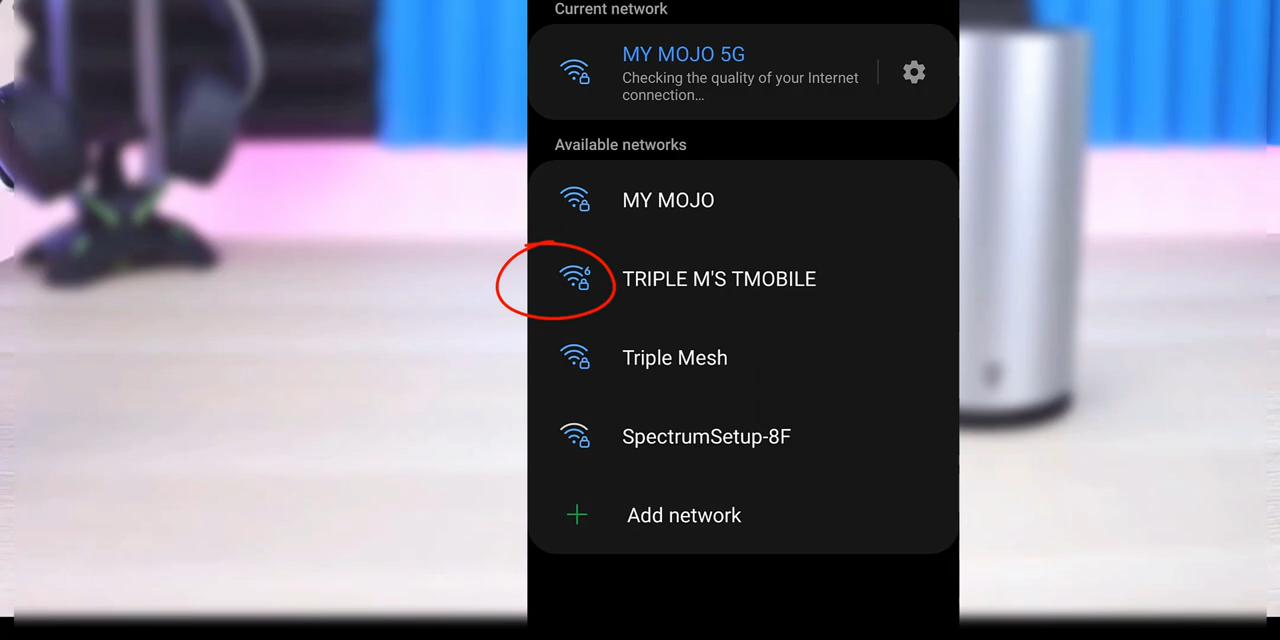 Current network
MY MOJO 5G
Checking the quality of your Internet
connection...
Available networks
MY MOJO
6
TRIPLE M'S TMOBILE
Triple Mesh
SpectrumSetup-8F
Add network